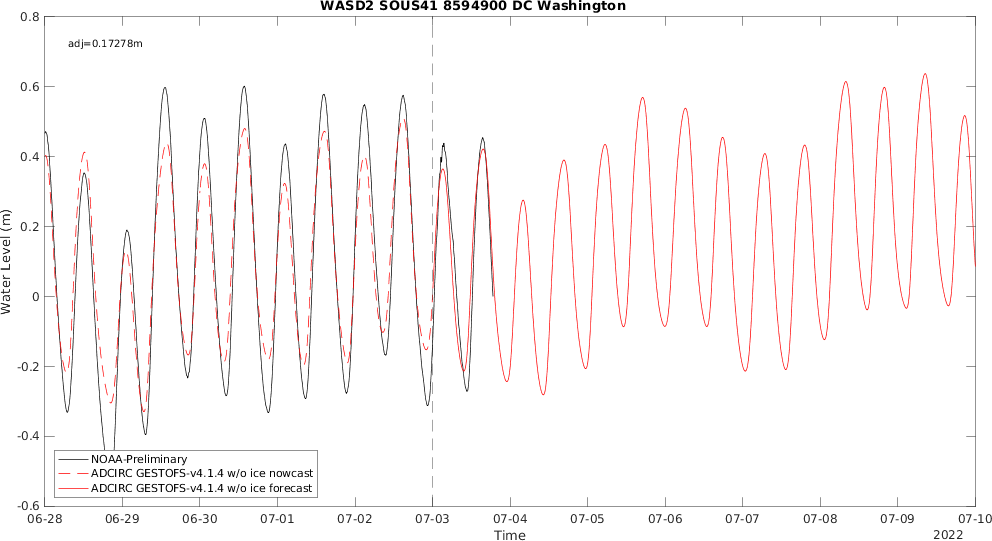 WASD2 SOUS41 8594900 DC Washington
adj=0.17278m
0.8
0.6
0.4
0.2
0
-0.2
-0.4
-0.6
Water Level (m)
NOAA-Preliminary
ADCIRC GESTOFS-v4.1.4 w/o ice nowcast
ADCIRC GESTOFS-v4.1.4 w/o ice forecast
06-28 06-29 06-30 07-01 07-02 07-03 07-04 07-05 07-06 07-07 07-08 07-09 07-10
Time
2022